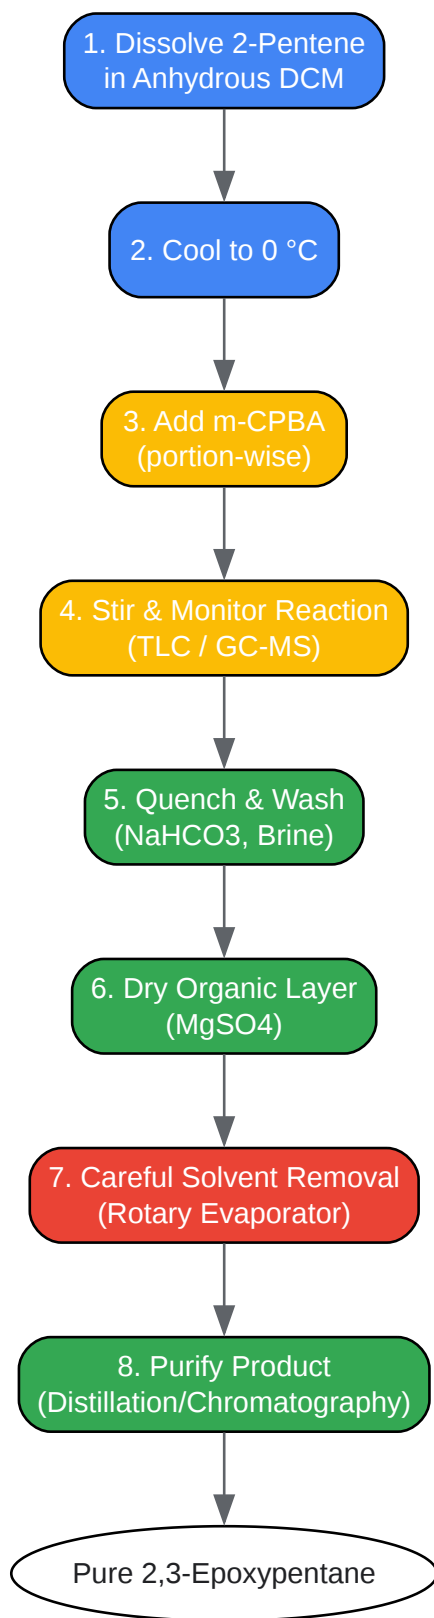 1. Dissolve 2-Pentene
in Anhydrous DCM
2. Cool to 0 °C
3. Add m-CPBA
(portion-wise)
4. Stir & Monitor Reaction
(TLC / GC-MS)
5. Quench & Wash
(NaHCO3, Brine)
6. Dry Organic Layer
(MgSO4)
7. Careful Solvent Removal
(Rotary Evaporator)
8. Purify Product
(Distillation/Chromatography)
Pure 2,3-Epoxypentane